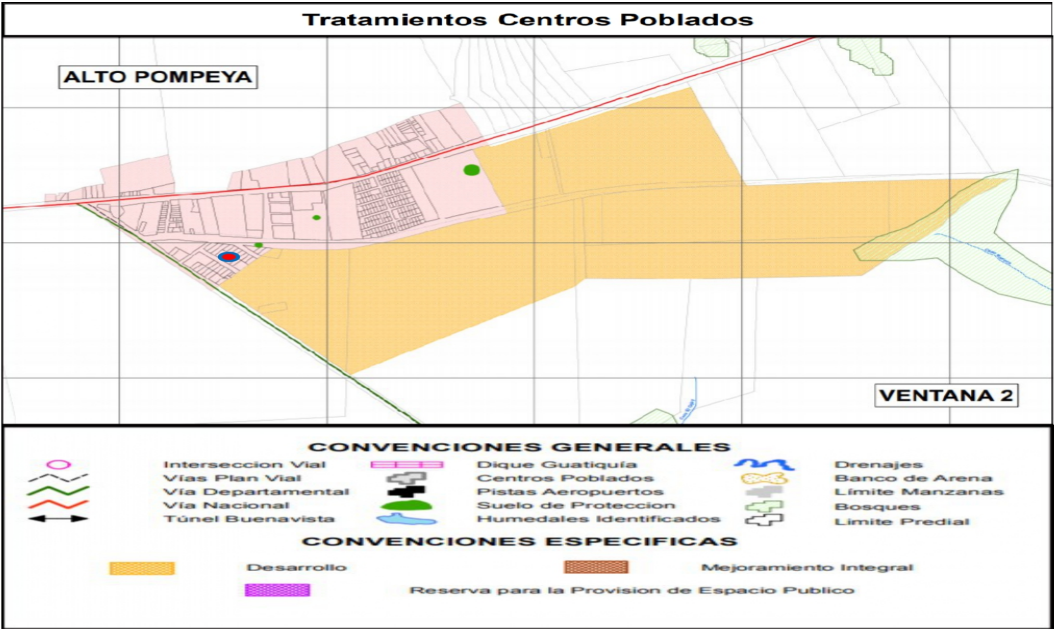 Tratamientos Centros Poblados
ALTO POMPEYA
VENTANA 2
CONVENCIONES GENERALES
Interseccion Vial
Vías Plan Vial
Vía Departamental
Vía Nacional
Túnel Buenavista
Dique Guatiquía
Centros Poblados
Pistas Aeropuertos
Suelo de Proteccion
Humedales Identificados
Drenajes
Banco de Arena
Límite Manzanas
Bosques
Límite Predial
CONVENCIONES ESPECIFICAS
Desarrollo
Mejoramiento Integral
Reserva para la Provision de Espacio Publico